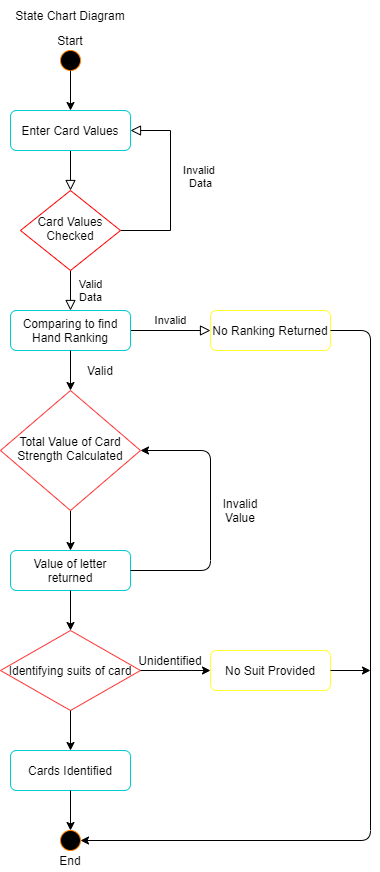 State Chart Diagram
Start
Enter Card Values
Invalid
Data
Card Values
Checked
Valid
Data
Comparing to find
Hand Ranking
Invalid
No Ranking Returned
Valid
Total Value of Card
Strength Calculated
Invalid
Value
Value of letter
returned
Identifying suits of card
Unidentified
No Suit Provided
Cards Identified
End